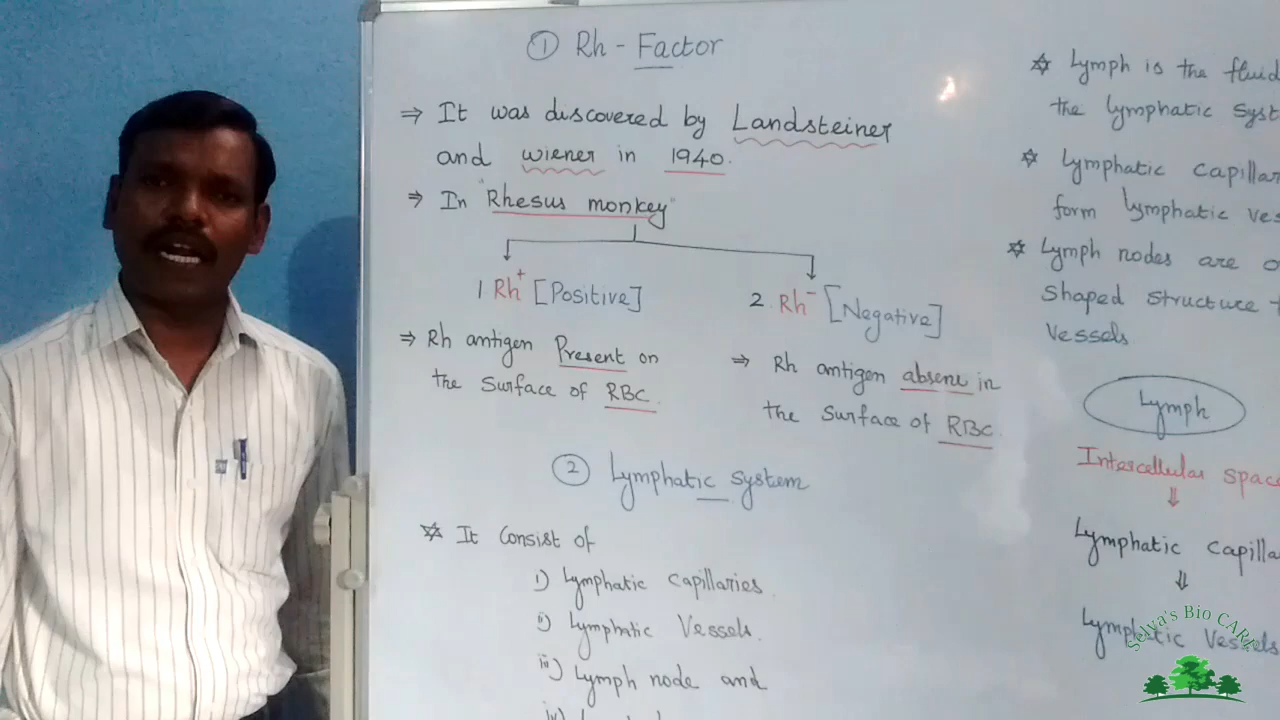 ① Rh - Factor
⇒ It was discovered by Landsteiner
and wiener in 1940.
⇒ In "Rhesus monkey"
1 Rh+ [Positive]
2. Rh- [Negative]
⇒ Rh antigen Present on
the Surface of RBC.
⇒ Rh antigen absent in
the Surface of RBC.
② Lymphatic System
It Consist of
i) Lymphatic Capillaries.
ii) Lymphatic Vessels.
iii) Lymph node and
iv)
Lymph is the fluid
the Lymphatic Syst
Lymphatic Capillar
form Lymphatic Ves
Lymph nodes are
Shaped Structure
Vessels
Lymph
Intercellular Space
⇓
Lymphatic Capilla
⇓
Lymphatic Vessels
Selva's Bio CARE